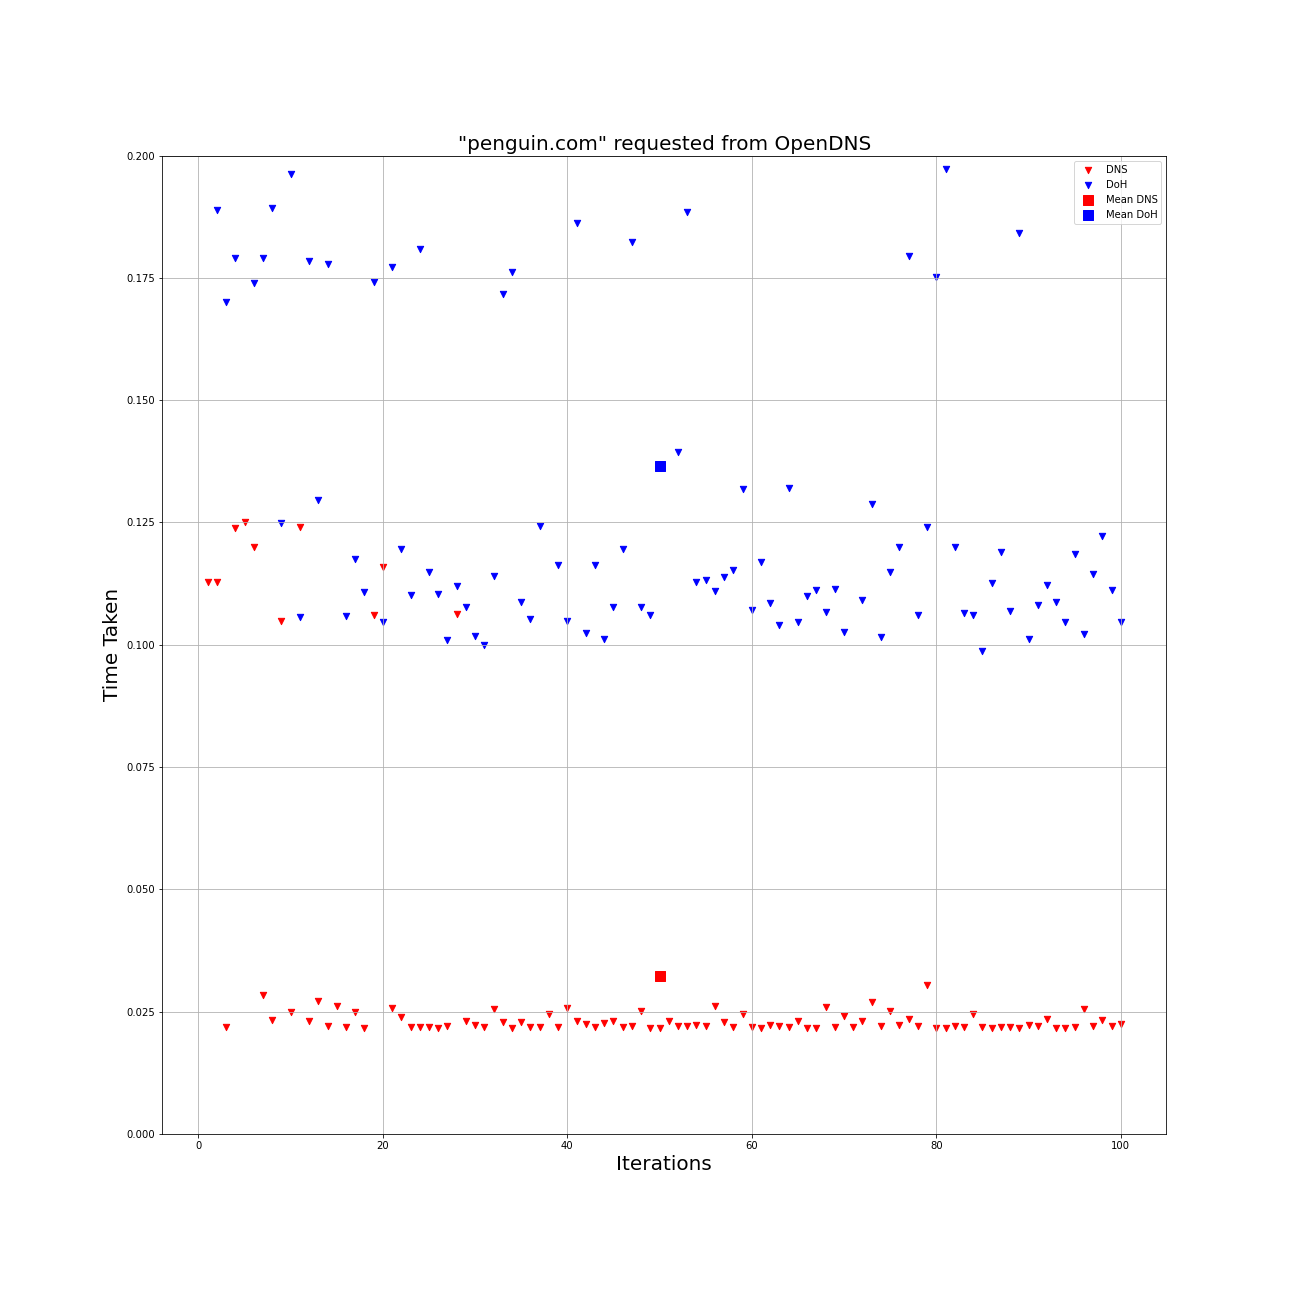 "penguin.com" requested from OpenDNS
DNS
DoH
Mean DNS
Mean DoH
0.200
0.175
0.150
0.125
0.100
0.075
0.050
0.025
0.000
Time Taken
0 20 40 60 80 100
Iterations